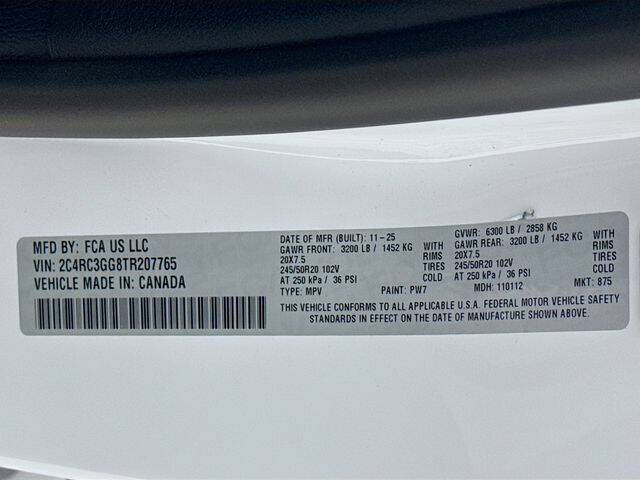 MFD BY: FCA US LLC
VIN: 2C4RC3GG8TR207765
VEHICLE MADE IN: CANADA
DATE OF MFR (BUILT): 11-25 GVWR: 6300 LB / 2858 KG
GAWR FRONT: 3200 LB / 1452 KG GAWR REAR: 3200 LB / 1452 KG
20X7.5 RIMS 20X7.5 RIMS
245/50R20 102V TIRES 245/50R20 102V TIRES
AT 250 kPa / 36 PSI COLD AT 250 kPa / 36 PSI COLD
TYPE: MPV PAINT: PW7 MDH: 110112 MKT: 875
THIS VEHICLE CONFORMS TO ALL APPLICABLE U.S.A. FEDERAL MOTOR VEHICLE SAFETY
STANDARDS IN EFFECT ON THE DATE OF MANUFACTURE SHOWN ABOVE.